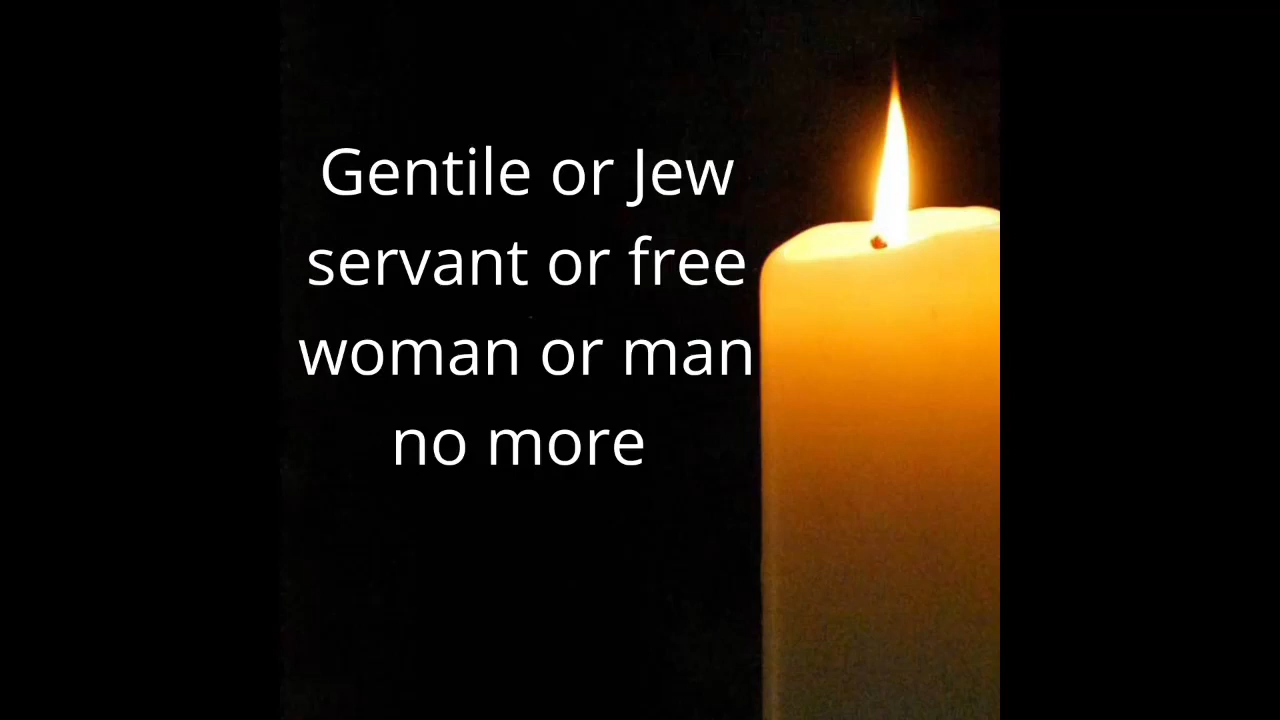 Gentile or Jew
servant or free
woman or man
no more